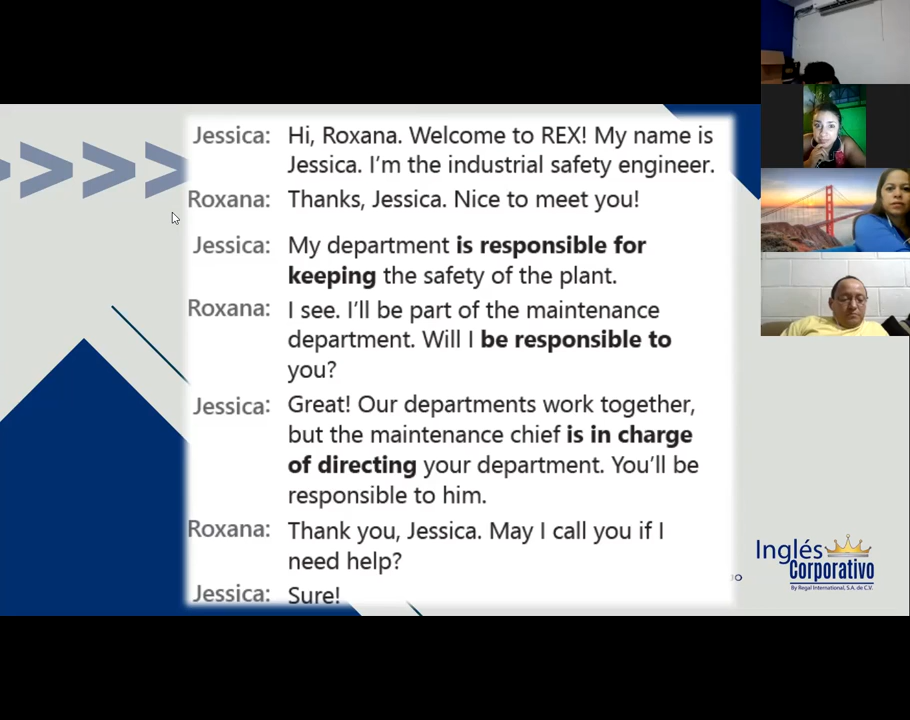 Jessica: Hi, Roxana. Welcome to REX! My name is
Jessica. I'm the industrial safety engineer.
Roxana: Thanks, Jessica. Nice to meet you!
Jessica: My department is responsible for
keeping the safety of the plant.
Roxana: I see. I'll be part of the maintenance
department. Will I be responsible to
you?
Jessica: Great! Our departments work together,
but the maintenance chief is in charge
of directing your department. You'll be
responsible to him.
Roxana: Thank you, Jessica. May I call you if I
need help?
Jessica: Sure!
Inglés
Corporativo
By Regal International, S.A. de C.V.